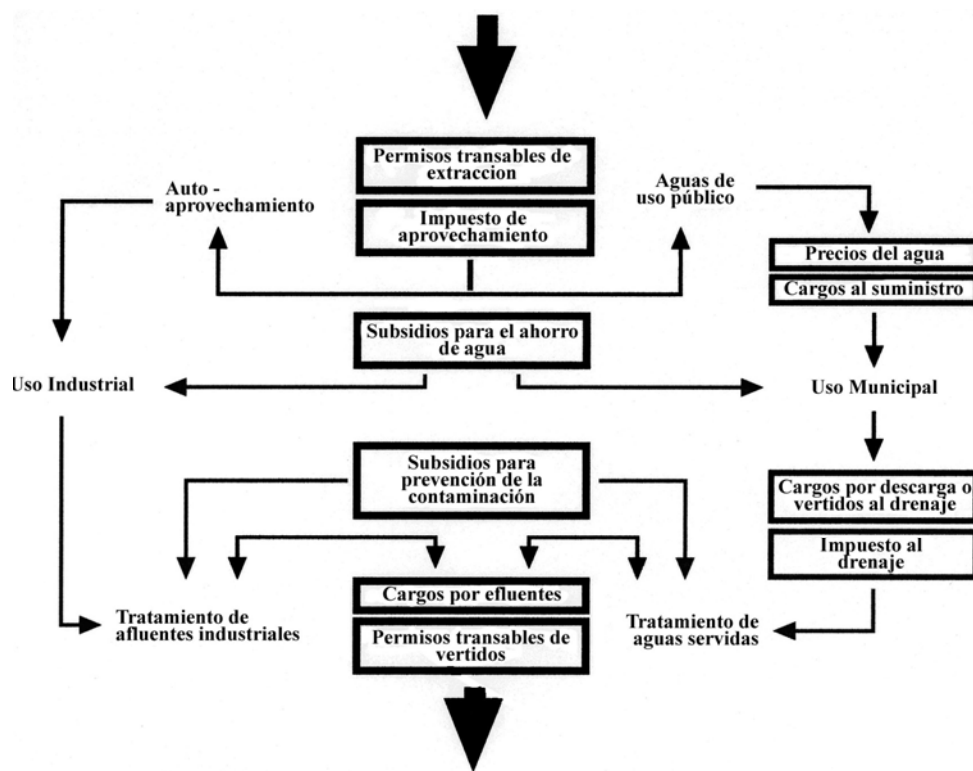 Permisos transables de
extraccion
Auto -
aprovechamiento
Impuesto de
aprovechamiento
Aguas de
uso público
Precios del agua
Cargos al suministro
Subsidios para el ahorro
de agua
Uso Industrial
Uso Municipal
Subsidios para
prevención de la
contaminación
Cargos por descarga o
vertidos al drenaje
Impuesto al
drenaje
Cargos por efluentes
Tratamiento de
afluentes industriales
Permisos transables de
vertidos
Tratamiento de
aguas servidas